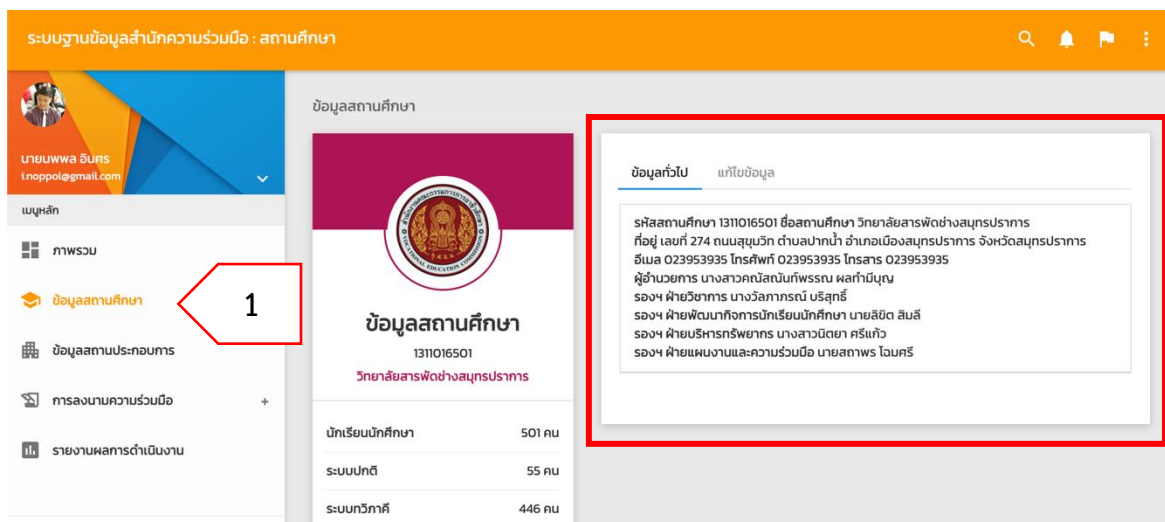 ระบบฐานข้อมูลสำนักความร่วมมือ : สถานศึกษา
นายนพพล อินศร
i.noppol@gmail.com
เมนูหลัก
ภาพรวม
ข้อมูลสถานศึกษา
1
ข้อมูลสถานประกอบการ
การลงนามความร่วมมือ +
รายงานผลการดำเนินงาน
ข้อมูลสถานศึกษา
ข้อมูลสถานศึกษา
1311016501
วิทยาลัยสารพัดช่างสมุทรปราการ
นักเรียนนักศึกษา 501 คน
ระบบปกติ 55 คน
ระบบทวิภาคี 446 คน
ข้อมูลทั่วไป แก้ไขข้อมูล
รหัสสถานศึกษา 1311016501 ชื่อสถานศึกษา วิทยาลัยสารพัดช่างสมุทรปราการ
ที่อยู่ เลขที่ 274 ถนนสุขุมวิท ตำบลปากน้ำ อำเภอเมืองสมุทรปราการ จังหวัดสมุทรปราการ
อีเมล 023953935 โทรศัพท์ 023953935 โทรสาร 023953935
ผู้อำนวยการ นางสาวคณัสนันท์พรรณ ผลทำมีบุญ
รองฯ ฝ่ายวิชาการ นางวัลภาภรณ์ บริสุทธิ์
รองฯ ฝ่ายพัฒนากิจการนักเรียนนักศึกษา นายลิขิต สิมลี
รองฯ ฝ่ายบริหารทรัพยากร นางสาวนิตยา ศรีแก้ว
รองฯ ฝ่ายแผนงานและความร่วมมือ นายสถาพร โฉมศรี